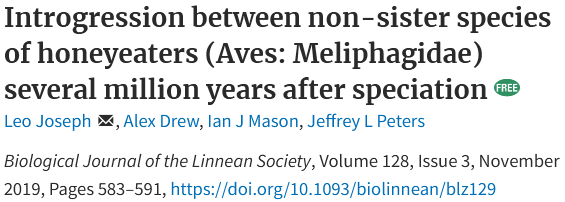 Introgression between non-sister species
of honeyeaters (Aves: Meliphagidae)
several million years after speciation FREE
Leo Joseph, Alex Drew, Ian J Mason, Jeffrey L Peters
Biological Journal of the Linnean Society, Volume 128, Issue 3, November
2019, Pages 583–591, https://doi.org/10.1093/biolinnean/blz129